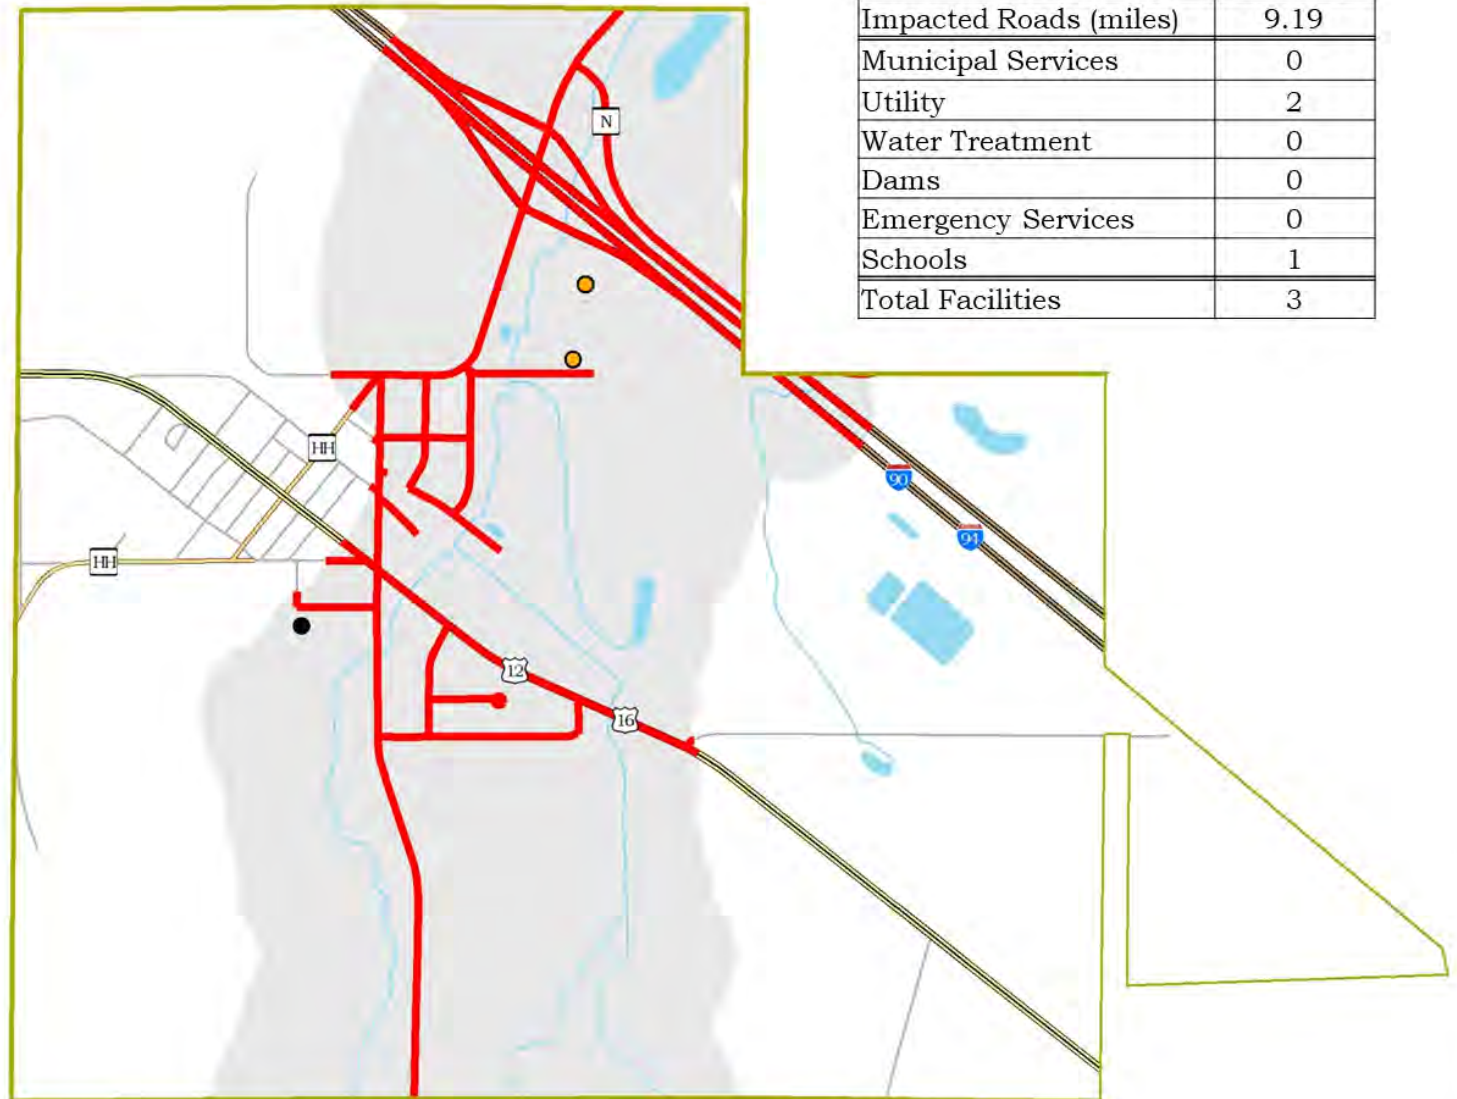 Impacted Roads (miles) 9.19
Municipal Services 0
Utility 2
Water Treatment 0
Dams 0
Emergency Services 0
Schools 1
Total Facilities 3
N
HH
90
94
HH
12
16